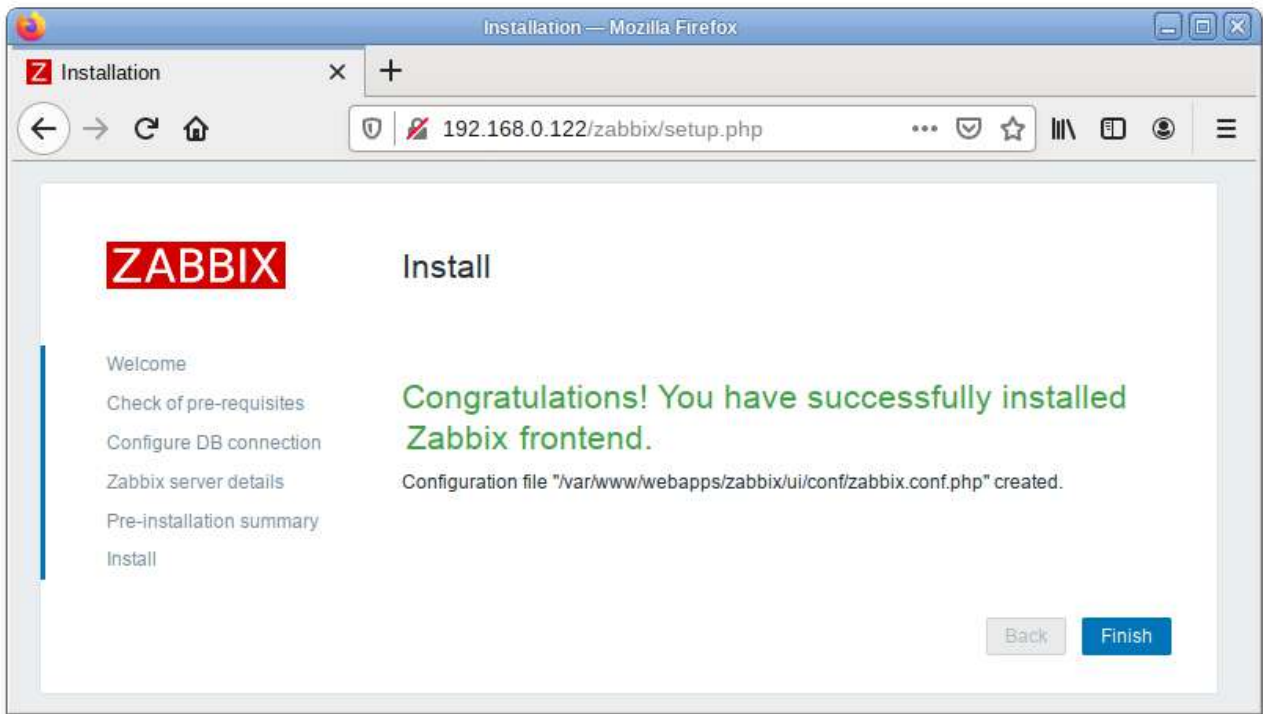 Installation — Mozilla Firefox
Z Installation
192.168.0.122/zabbix/setup.php
ZABBIX
Install
Welcome
Check of pre-requisites
Configure DB connection
Zabbix server details
Pre-installation summary
Install
Congratulations! You have successfully installed
Zabbix frontend.
Configuration file "/var/www/webapps/zabbix/ui/conf/zabbix.conf.php" created.
Back Finish